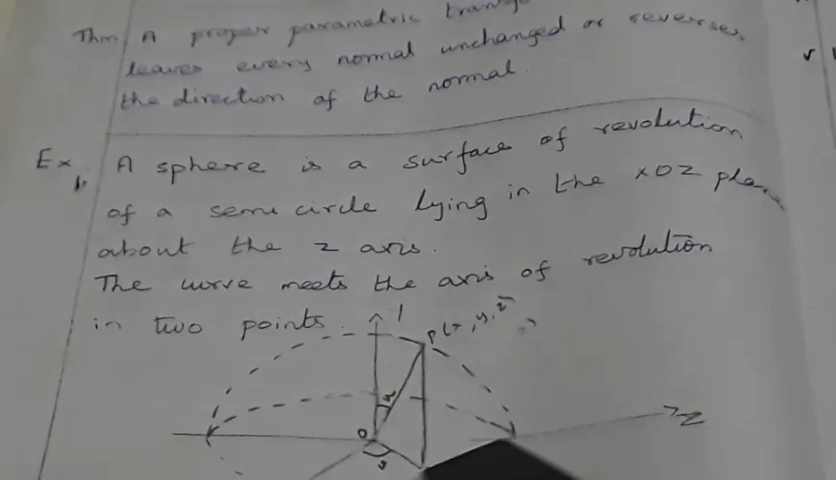 Thm A proper parametric
leaves every normal unchanged or reverses
the direction of the normal.
Ex 1. A sphere is a surface of revolution
of a semi circle lying in the XOZ plane
about the z axis.
The curve meets the axis of revolution
in two points.
P(x, y, z)
u
O
v
Z